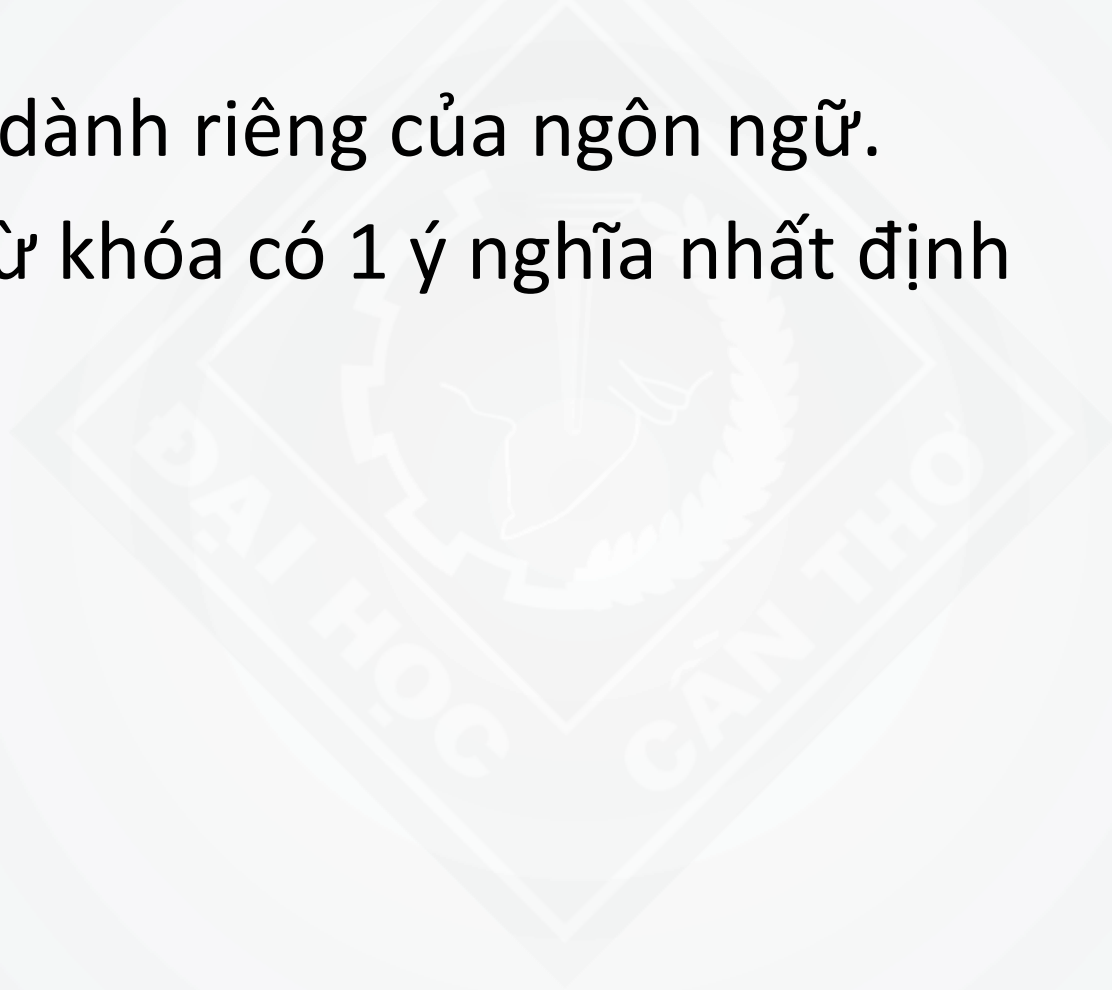 dành riêng của ngôn ngữ.
khóa có 1 ý nghĩa nhất định
ĐẠI HỌC CẦN THƠ